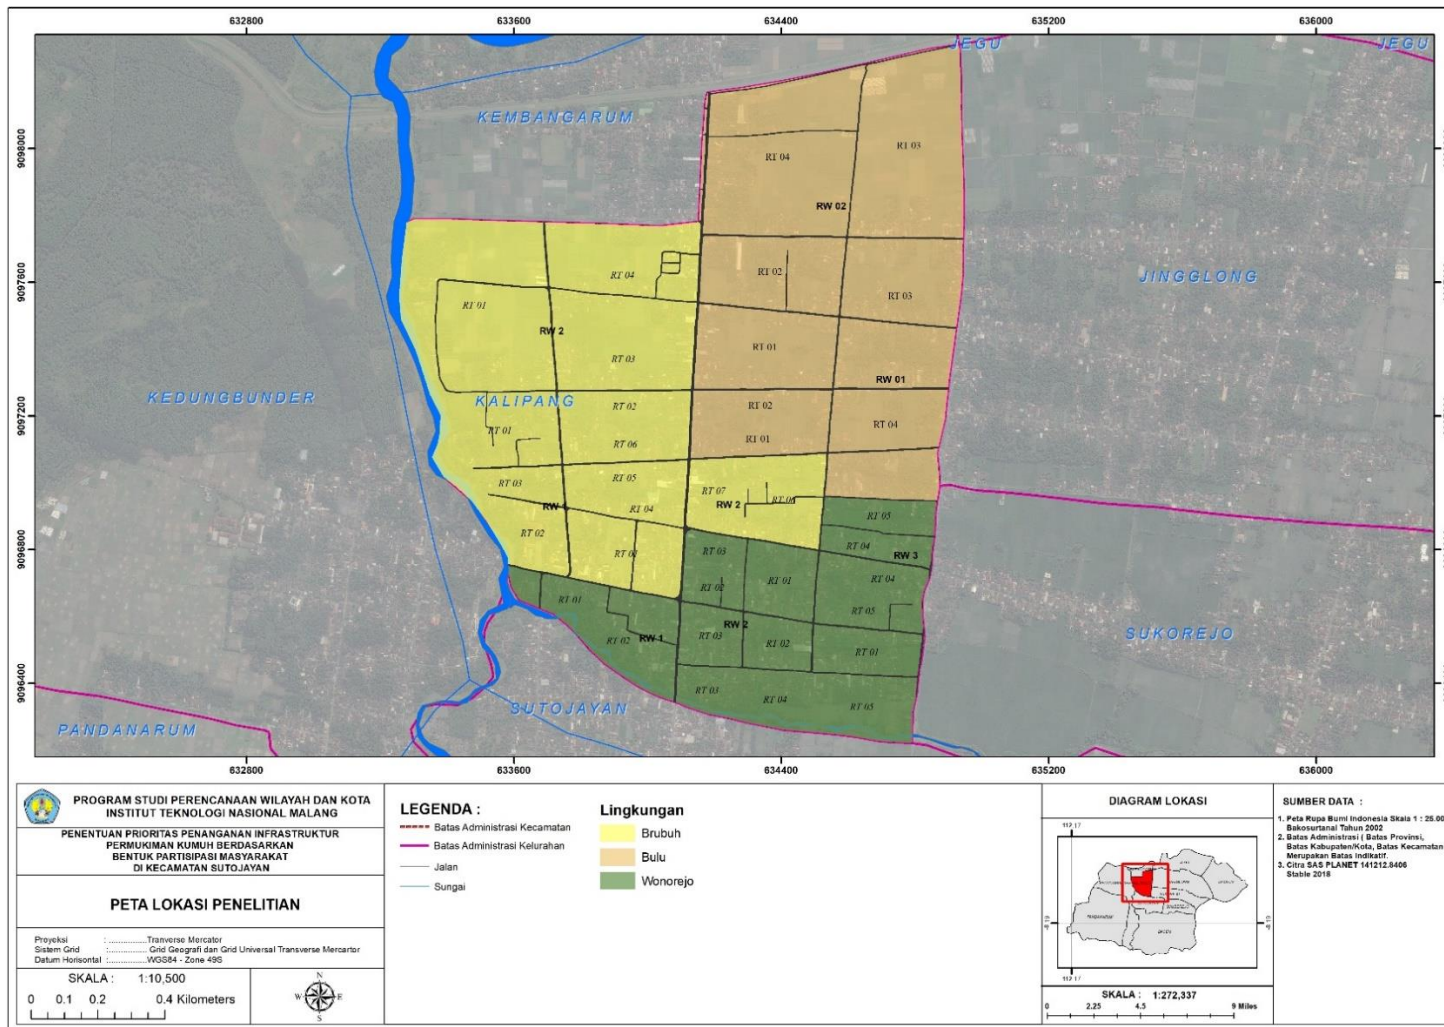 632800 633600 634400 635200 636000
JEGU JEGU
KEMBANGARUM
9098000
RT 04 RT 03
RW 02
9097600
RT 04 RT 02 JINGGLONG
RT 01 RT 03
RW 2
RT 03 RT 01
RW 01
KEDUNGBUNDER KALIPANG
9097200
RT 02 RT 02
RT 01 RT 06 RT 01 RT 04
RT 03 RT 05 RT 07
RW 2
RT 04 RT 05
RT 02
9096800
RT 03 RT 04 RW 3
RT 02 RT 01 RT 04
RT 01 RT 05
RT 02 RW 1 RT 03 RW 2 RT 02 RT 01
SUKOREJO
9096400
RT 03 RT 04 RT 05
SUTOJAYAN
PANDANARUM
632800 633600 634400 635200 636000
PROGRAM STUDI PERENCANAAN WILAYAH DAN KOTA
INSTITUT TEKNOLOGI NASIONAL MALANG
PENENTUAN PRIORITAS PENANGANAN INFRASTRUKTUR
PERMUKIMAN KUMUH BERDASARKAN
BENTUK PARTISIPASI MASYARAKAT
DI KECAMATAN SUTOJAYAN
PETA LOKASI PENELITIAN
Proyeksi : ...............Tranverse Mercator
Sistem Grid :............... Grid Geografi dan Grid Universal Transverse Mercartor
Datum Horisontal :...............WGS84 - Zone 49S
SKALA : 1:10,500
0 0.1 0.2 0.4 Kilometers
N
W E
S
LEGENDA :
Batas Administrasi Kecamatan
Batas Administrasi Kelurahan
Jalan
Sungai
Lingkungan
Brubuh
Bulu
Wonorejo
DIAGRAM LOKASI
112.17
-8.19 -8.19
112.17
SKALA : 1:272,337
0 2.25 4.5 9 Miles
SUMBER DATA :
1. Peta Rupa Bumi Indonesia Skala 1 : 25.00
Bakosurtanal Tahun 2002
2. Batas Administrasi ( Batas Provinsi,
Batas Kabupaten/Kota, Batas Kecamatan
Merupakan Batas Indikatif.
3. Citra SAS PLANET 141212.8406
Stable 2018